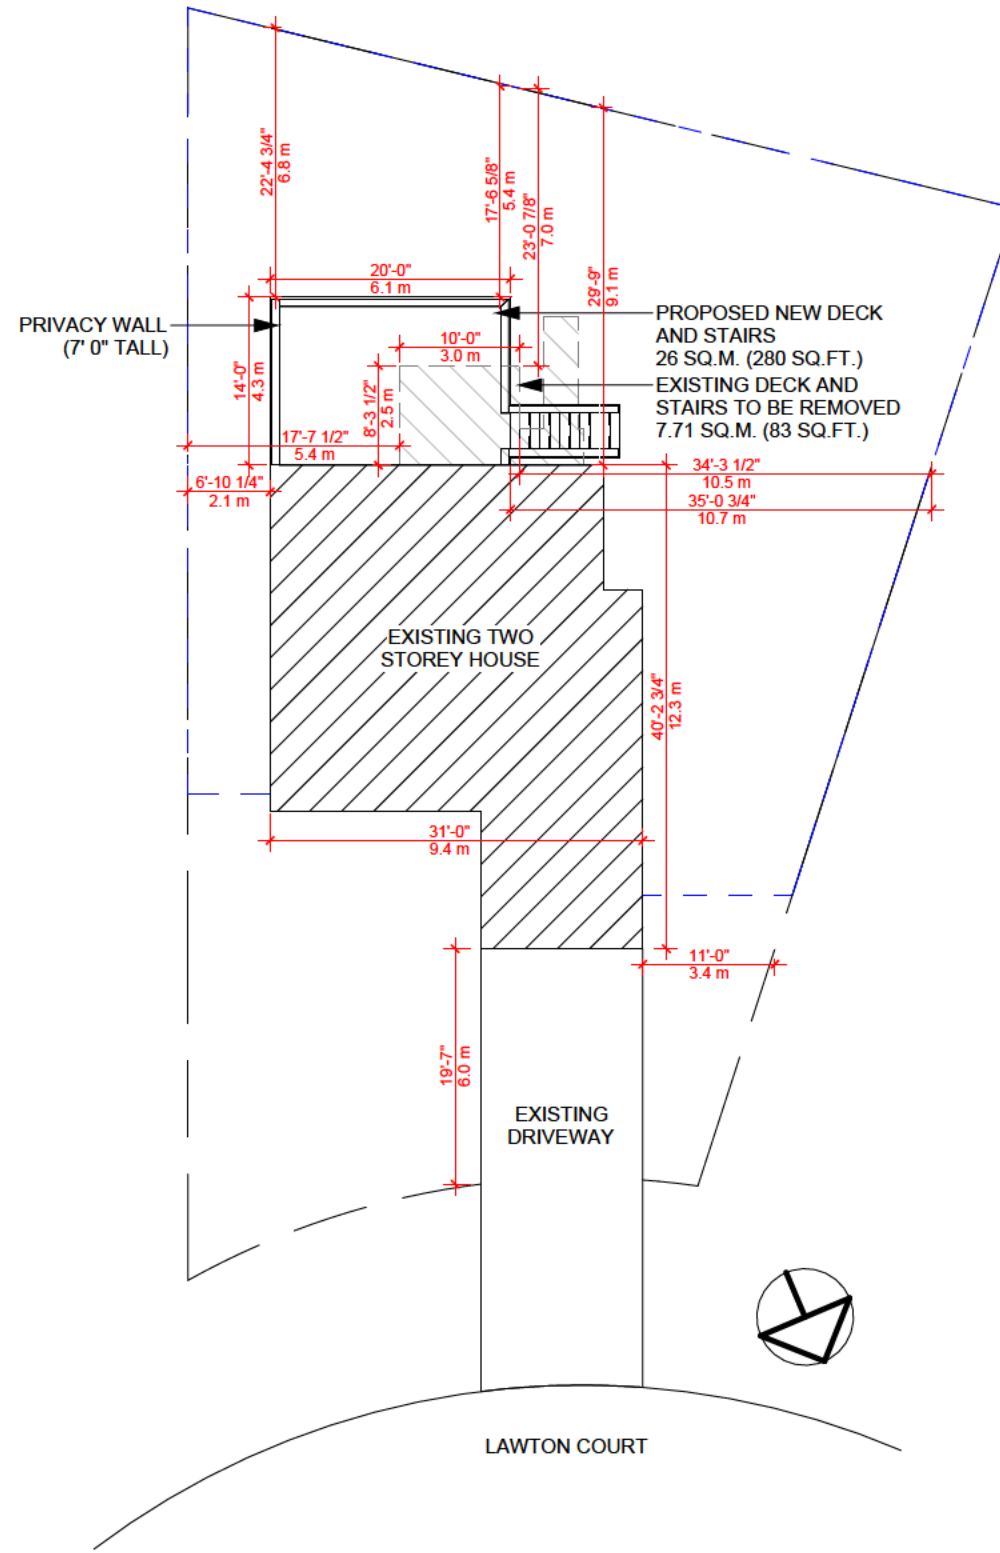 22'-4 3/4"
6.8 m
17'-6 5/8"
5.4 m
23'-0 7/8"
7.0 m
29'-9"
9.1 m
20'-0"
6.1 m
PRIVACY WALL
(7' 0" TALL)
PROPOSED NEW DECK
AND STAIRS
26 SQ.M. (280 SQ.FT.)
EXISTING DECK AND
STAIRS TO BE REMOVED
7.71 SQ.M. (83 SQ.FT.)
10'-0"
3.0 m
14'-0"
4.3 m
8'-3 1/2"
2.5 m
17'-7 1/2"
5.4 m
6'-10 1/4"
2.1 m
34'-3 1/2"
10.5 m
35'-0 3/4"
10.7 m
EXISTING TWO
STOREY HOUSE
40'-2 3/4"
12.3 m
31'-0"
9.4 m
11'-0"
3.4 m
19'-7"
6.0 m
EXISTING
DRIVEWAY
LAWTON COURT